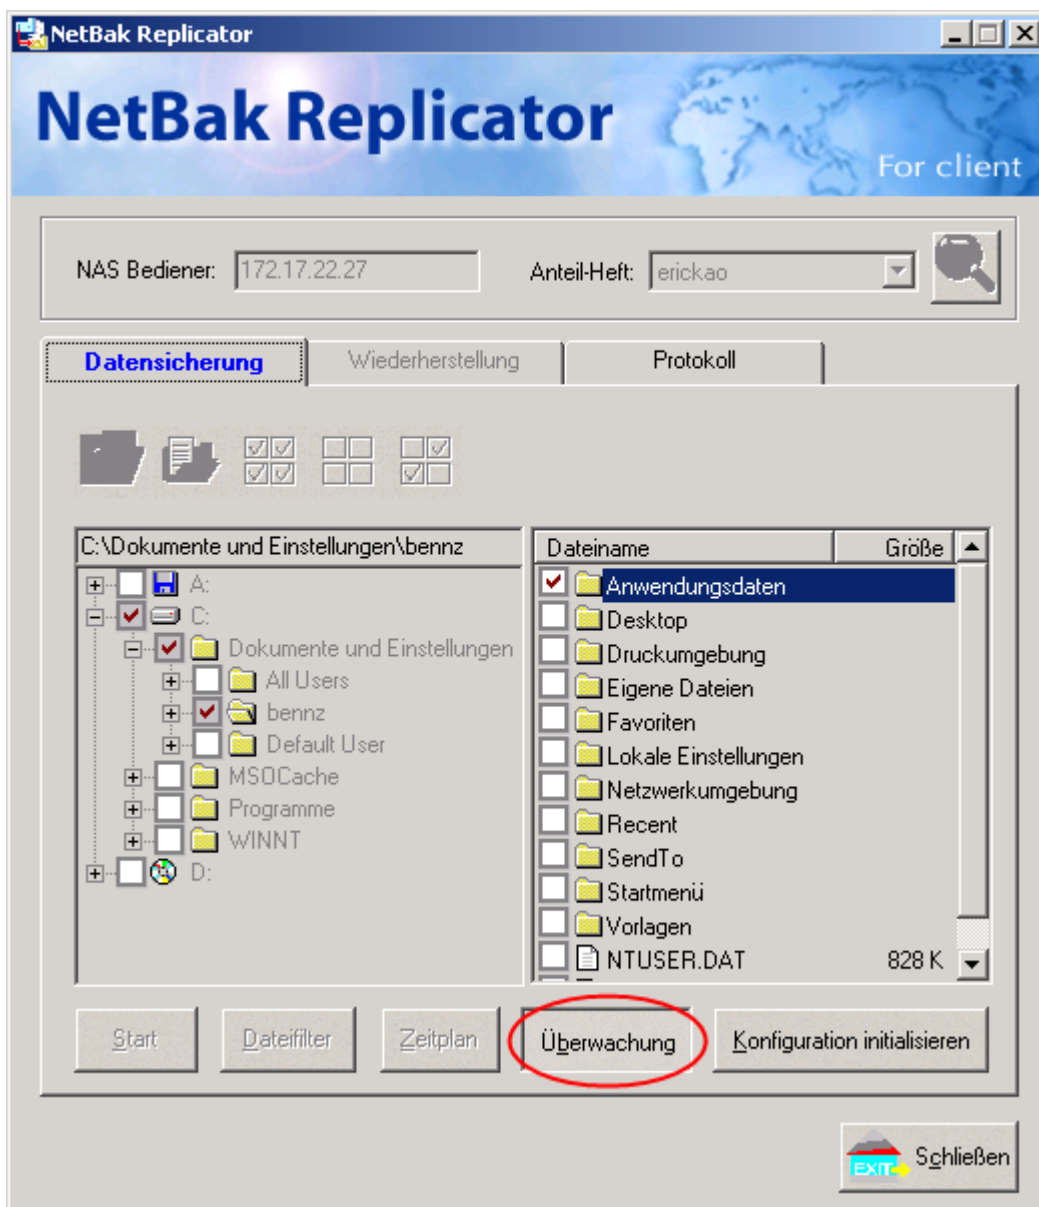 NetBak Replicator
NetBak Replicator
For client
NAS Bediener: 172.17.22.27 Anteil-Heft: erickao
Datensicherung Wiederherstellung Protokoll
C:\Dokumente und Einstellungen\bennz
A:
C:
Dokumente und Einstellungen
All Users
bennz
Default User
MSOCache
Programme
WINNT
D:
Dateiname Größe
Anwendungsdaten
Desktop
Druckumgebung
Eigene Dateien
Favoriten
Lokale Einstellungen
Netzwerkumgebung
Recent
SendTo
Startmenü
Vorlagen
NTUSER.DAT 828 K
Start Dateifilter Zeitplan Überwachung Konfiguration initialisieren
EXIT Schließen